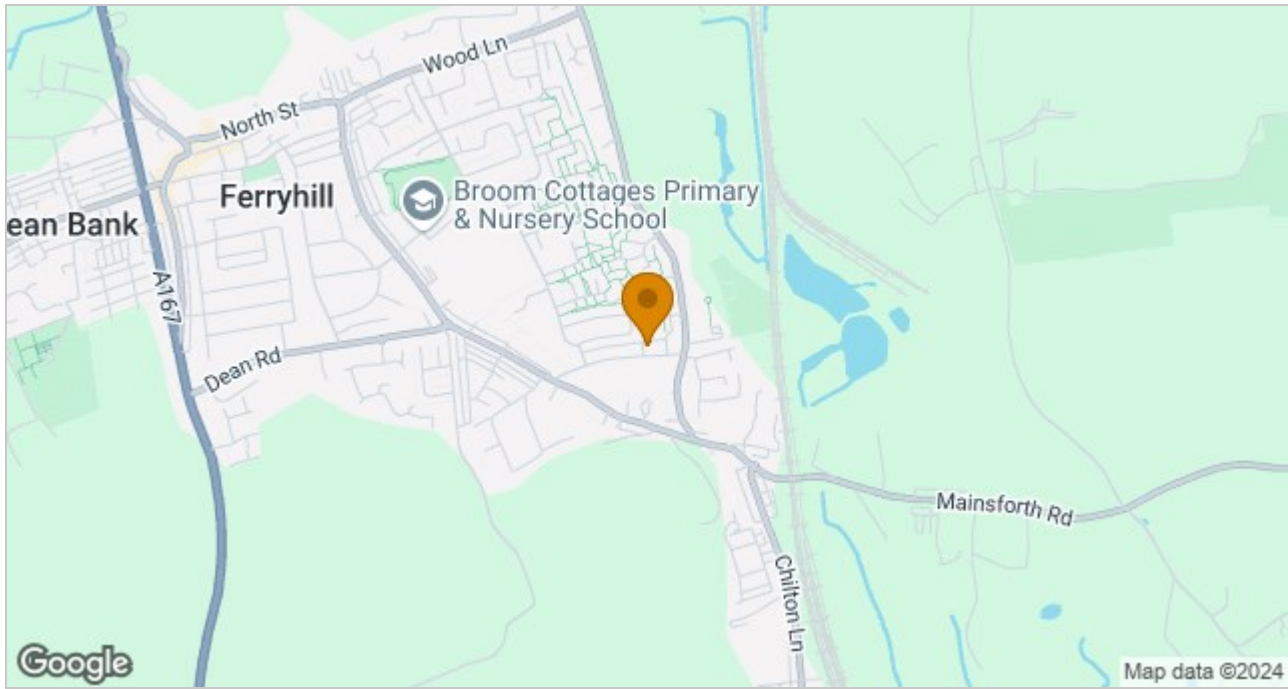 Wood Ln
North St
Ferryhill
Broom Cottages Primary
& Nursery School
ean Bank
A167
Dean Rd
Mainsforth Rd
Chilton Ln
Google
Map data ©2024